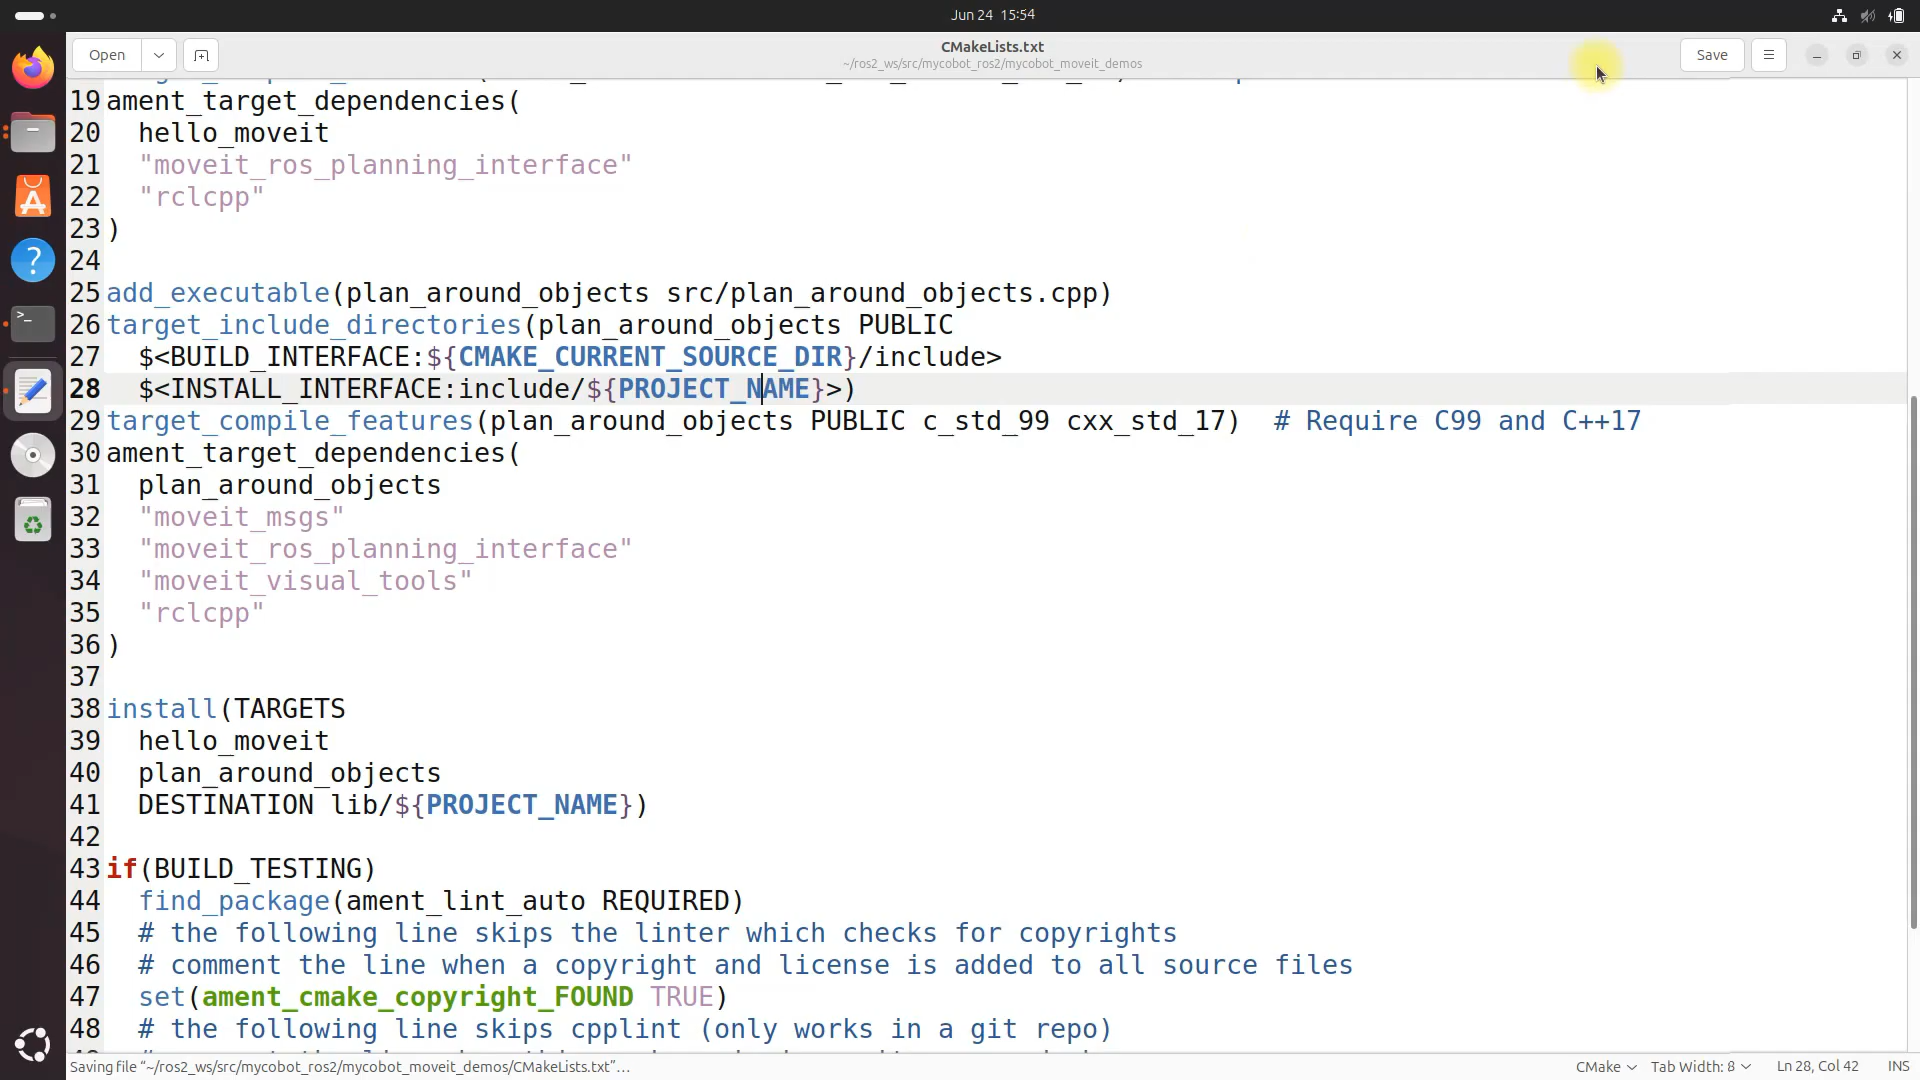 Jun 24 15:54
Open
CMakeLists.txt
~/ros2_ws/src/mycobot_ros2/mycobot_moveit_demos
Save
19 ament_target_dependencies(
20 hello_moveit
21 "moveit_ros_planning_interface"
22 "rclcpp"
23 )
24
25 add_executable(plan_around_objects src/plan_around_objects.cpp)
26 target_include_directories(plan_around_objects PUBLIC
27 $<BUILD_INTERFACE:${CMAKE_CURRENT_SOURCE_DIR}/include>
28 $<INSTALL_INTERFACE:include/${PROJECT_NAME}>)
29 target_compile_features(plan_around_objects PUBLIC c_std_99 cxx_std_17)  # Require C99 and C++17
30 ament_target_dependencies(
31 plan_around_objects
32 "moveit_msgs"
33 "moveit_ros_planning_interface"
34 "moveit_visual_tools"
35 "rclcpp"
36 )
37
38 install(TARGETS
39 hello_moveit
40 plan_around_objects
41 DESTINATION lib/${PROJECT_NAME})
42
43 if(BUILD_TESTING)
44 find_package(ament_lint_auto REQUIRED)
45 # the following line skips the linter which checks for copyrights
46 # comment the line when a copyright and license is added to all source files
47 set(ament_cmake_copyright_FOUND TRUE)
48 # the following line skips cpplint (only works in a git repo)
Saving file “~/ros2_ws/src/mycobot_ros2/mycobot_moveit_demos/CMakeLists.txt”…
CMake
Tab Width: 8
Ln 28, Col 42
INS